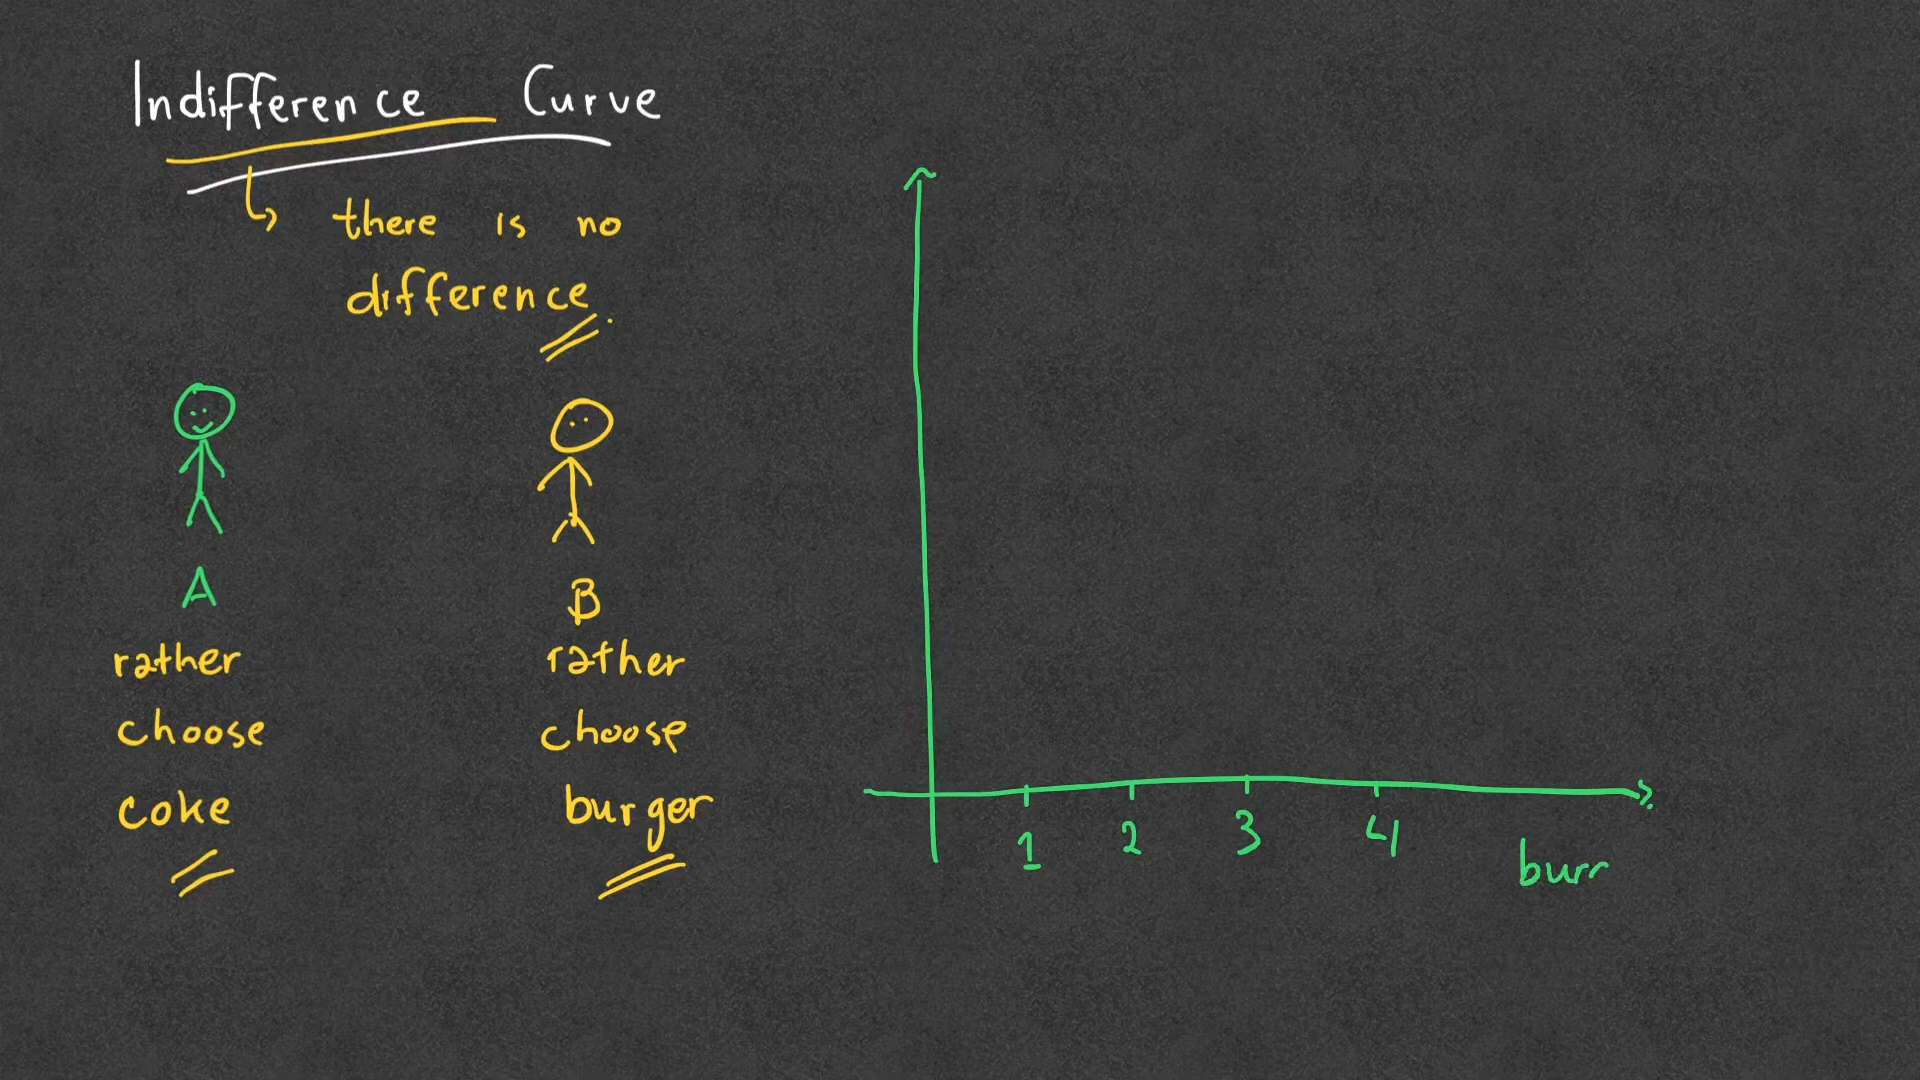 Indifference Curve
there is no
difference
A
rather
choose
coke
B
rather
choose
burger
1 2 3 4
burr